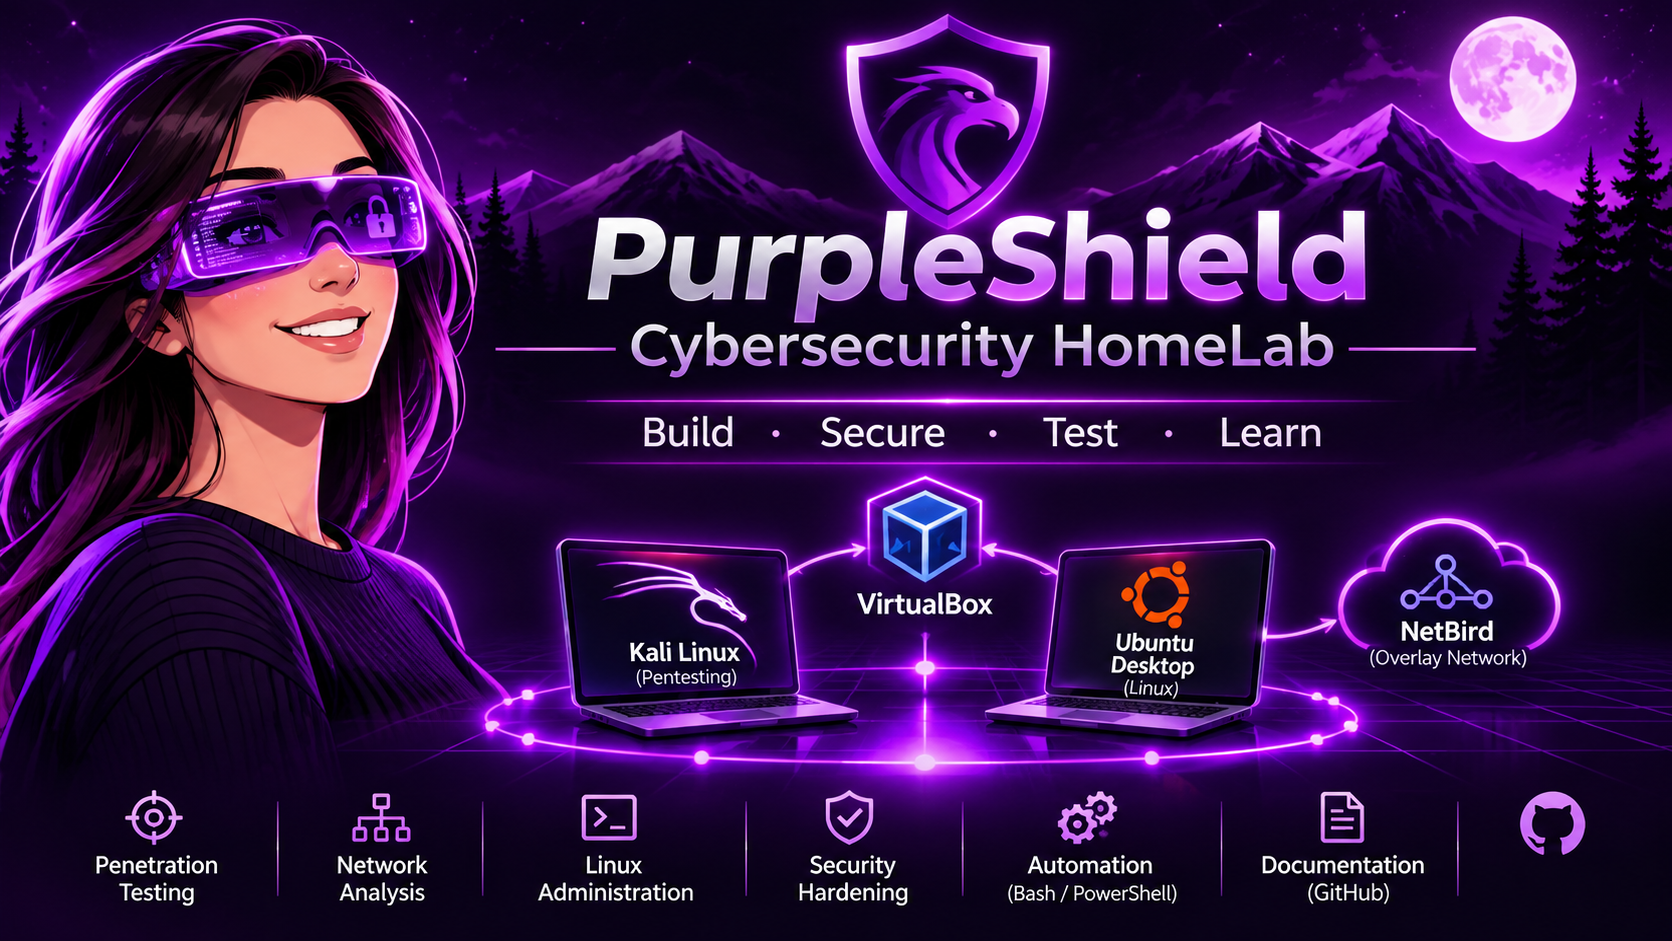 PurpleShield
Cybersecurity HomeLab
Build · Secure · Test · Learn
VirtualBox
Kali Linux
(Pentesting)
Ubuntu
Desktop
(Linux)
NetBird
(Overlay Network)
Penetration
Testing
Network
Analysis
Linux
Administration
Security
Hardening
Automation
(Bash / PowerShell)
Documentation
(GitHub)